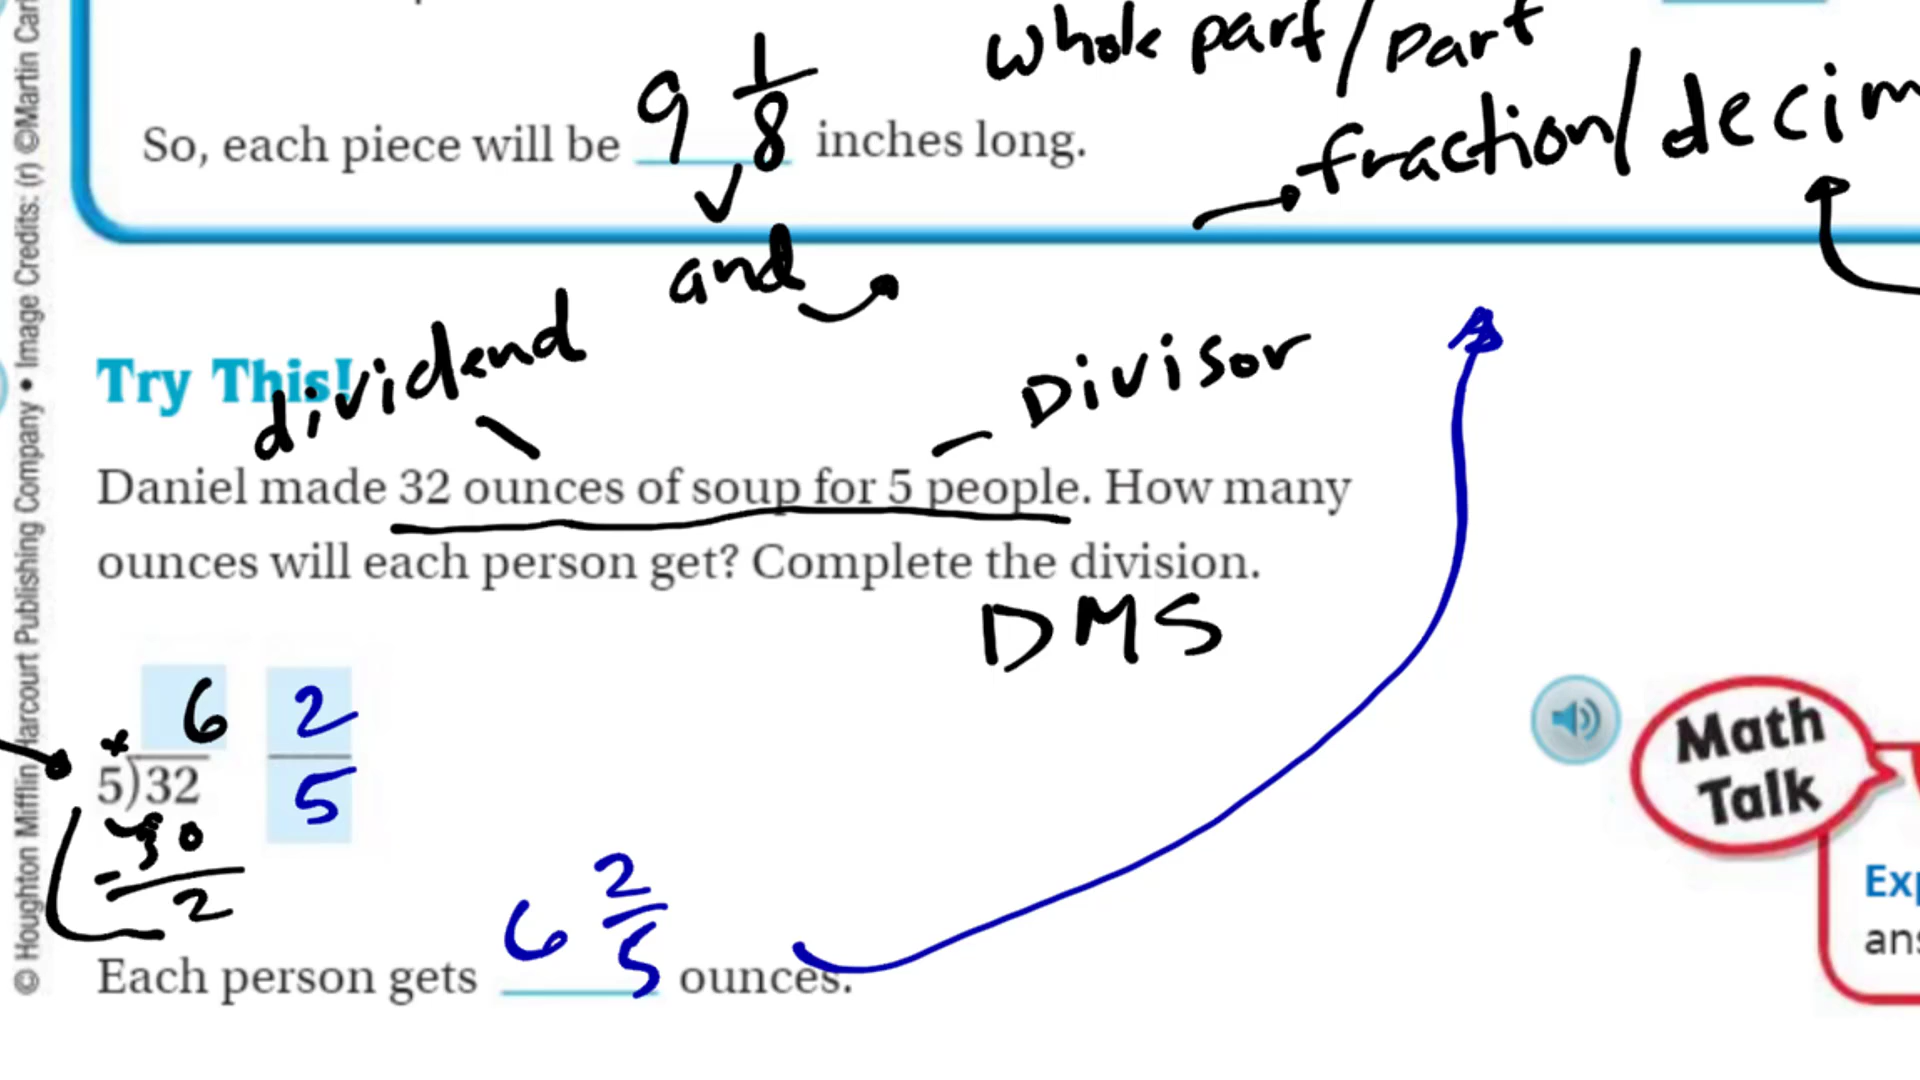 whole part/part
9 1/8
So, each piece will be inches long.
fraction/decim
and
dividend
Divisor
Try This!
Daniel made 32 ounces of soup for 5 people. How many
ounces will each person get? Complete the division.
DMS
6 2/5
5)32
30
2
6 2/5
Each person gets ounces.
Math
Talk
Exp
ans
© Houghton Mifflin Harcourt Publishing Company • Image Credits: (r) ©Martin Car